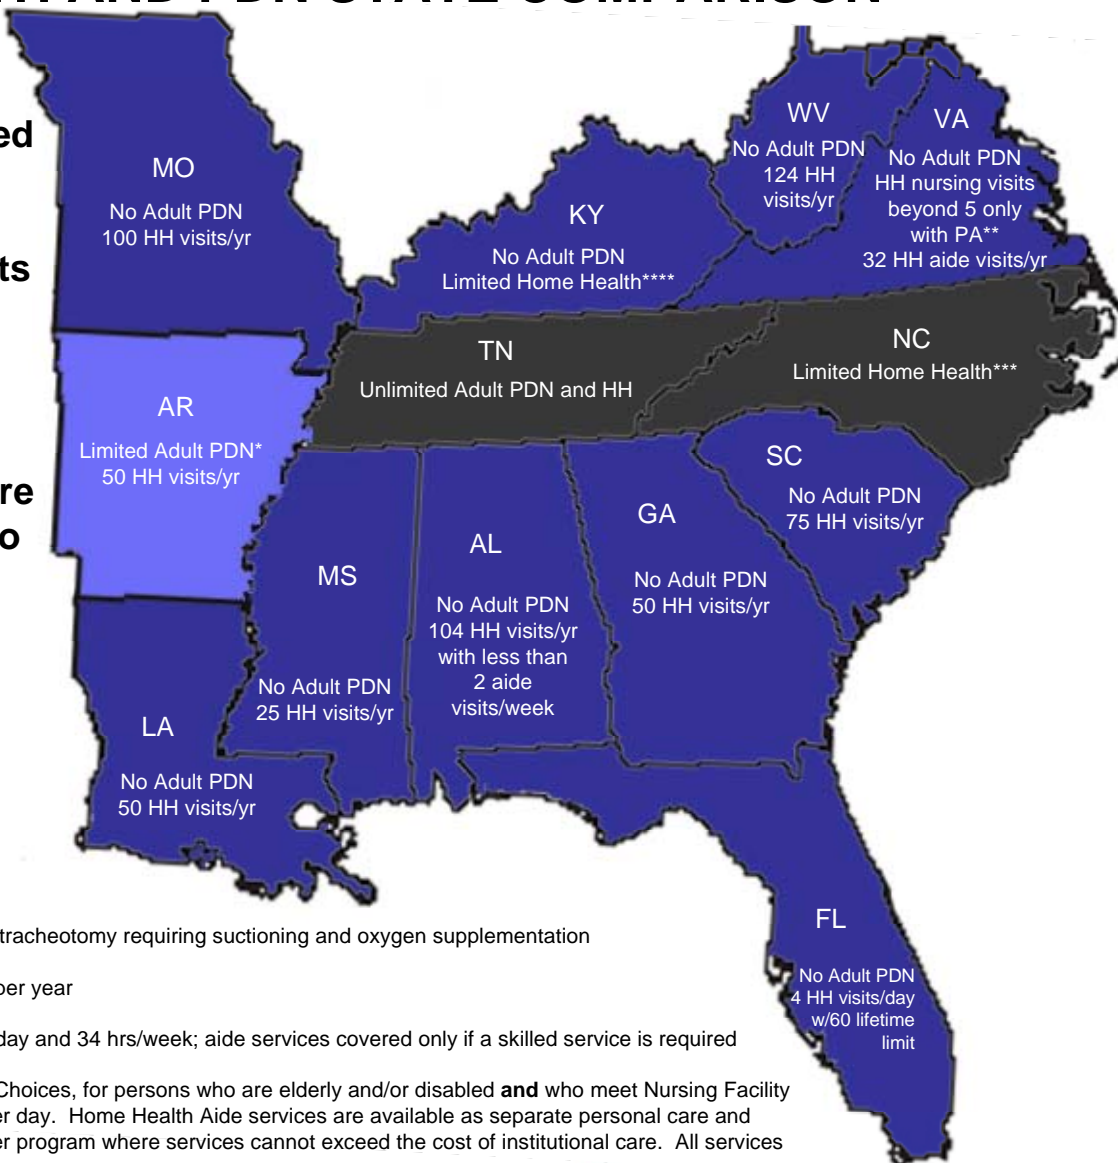 AND PDN STATE COMPARISON
ed
ts
re
o
MO
No Adult PDN
100 HH visits/yr
WV
No Adult PDN
124 HH
visits/yr
VA
No Adult PDN
HH nursing visits
beyond 5 only
with PA**
32 HH aide visits/yr
KY
No Adult PDN
Limited Home Health****
TN
Unlimited Adult PDN and HH
NC
Limited Home Health***
AR
Limited Adult PDN*
50 HH visits/yr
SC
No Adult PDN
75 HH visits/yr
GA
No Adult PDN
50 HH visits/yr
AL
No Adult PDN
104 HH visits/yr
with less than
2 aide
visits/week
MS
No Adult PDN
25 HH visits/yr
LA
No Adult PDN
50 HH visits/yr
FL
No Adult PDN
4 HH visits/day
w/60 lifetime
limit
tracheotomy requiring suctioning and oxygen supplementation
per year
day and 34 hrs/week; aide services covered only if a skilled service is required
Choices, for persons who are elderly and/or disabled and who meet Nursing Facility
er day. Home Health Aide services are available as separate personal care and
er program where services cannot exceed the cost of institutional care. All services